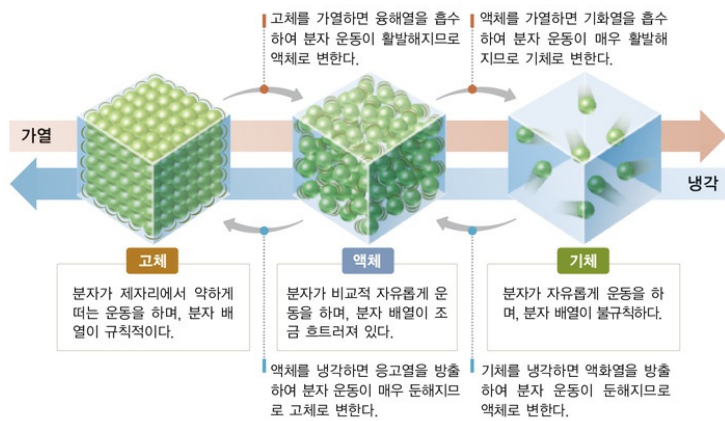 고체를 가열하면 융해열을 흡수
하여 분자 운동이 활발해지므로
액체로 변한다.
액체를 가열하면 기화열을 흡수
하여 분자 운동이 매우 활발해
지므로 기체로 변한다.
가열
냉각
고체
분자가 제자리에서 약하게
떠는 운동을 하며, 분자 배
열이 규칙적이다.
액체
분자가 비교적 자유롭게 운
동을 하며, 분자 배열이 조
금 흐트러져 있다.
기체
분자가 자유롭게 운동을 하
며, 분자 배열이 불규칙하다.
액체를 냉각하면 응고열을 방출
하여 분자 운동이 매우 둔해지므
로 고체로 변한다.
기체를 냉각하면 액화열을 방출
하여 분자 운동이 둔해지므로
액체로 변한다.